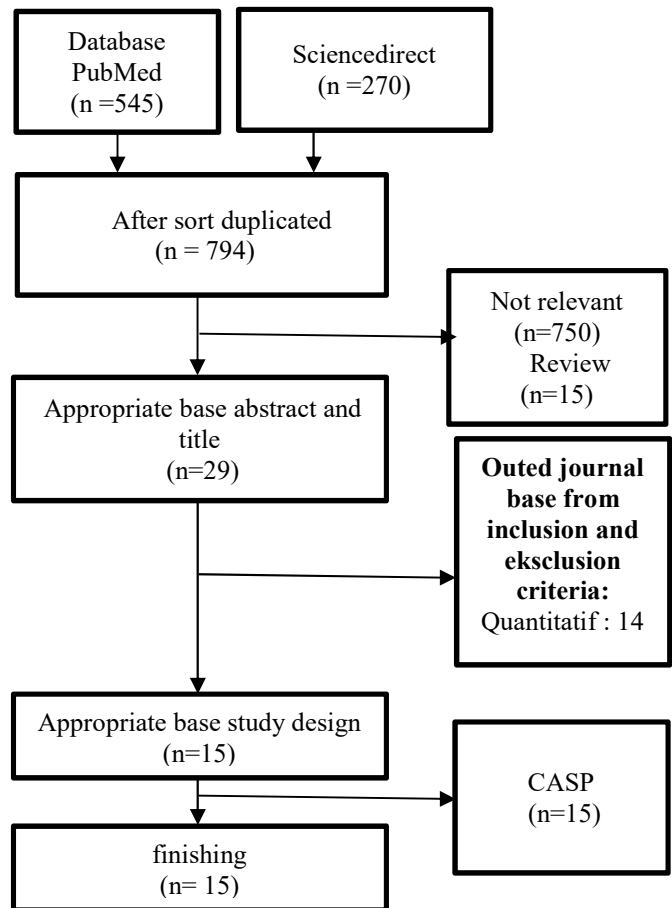 Database
PubMed
(n =545)
Sciencedirect
(n =270)
After sort duplicated
(n = 794)
Not relevant
(n=750)
Review
(n=15)
Appropriate base abstract and
title
(n=29)
Outed journal
base from
inclusion and
eksclusion
criteria:
Quantitatif : 14
Appropriate base study design
(n=15)
CASP
(n=15)
finishing
(n= 15)